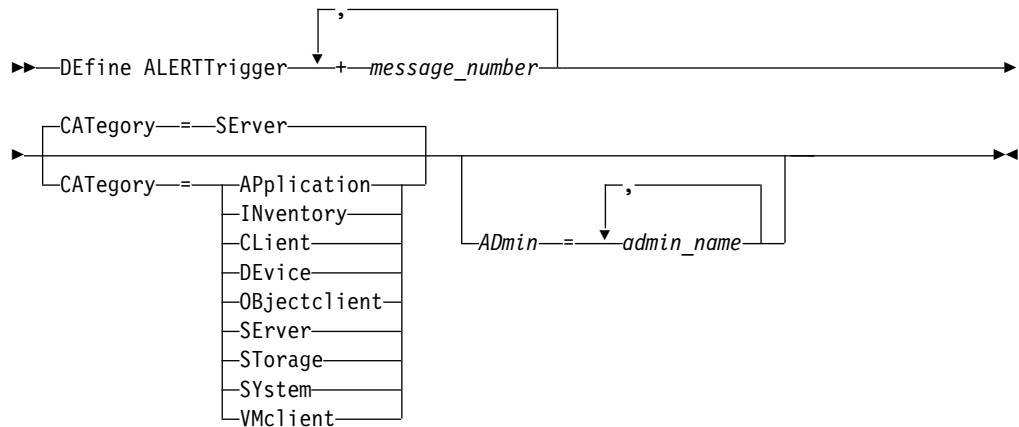 ,
DEfine ALERTTrigger + message_number
CATegory = SErver
CATegory = APplication
INventory
CLient
DEvice
OBjectclient
SErver
STorage
SYstem
VMclient
,
ADmin = admin_name